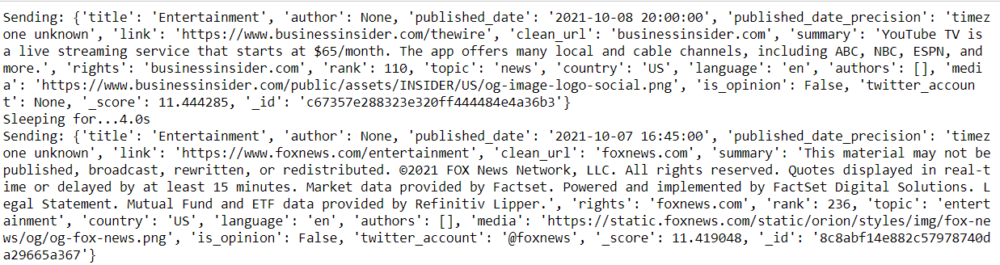 Sending: {'title': 'Entertainment', 'author': None, 'published_date': '2021-10-08 20:00:00', 'published_date_precision': 'timez
one unknown', 'link': 'https://www.businessinsider.com/thewire', 'clean_url': 'businessinsider.com', 'summary': 'YouTube TV is
a live streaming service that starts at $65/month. The app offers many local and cable channels, including ABC, NBC, ESPN, and
more.', 'rights': 'businessinsider.com', 'rank': 110, 'topic': 'news', 'country': 'US', 'language': 'en', 'authors': [], 'medi
a': 'https://www.businessinsider.com/public/assets/INSIDER/US/og-image-logo-social.png', 'is_opinion': False, 'twitter_accoun
t': None, '_score': 11.444285, '_id': 'c67357e288323e320ff444484e4a36b3'}
Sleeping for...4.0s
Sending: {'title': 'Entertainment', 'author': None, 'published_date': '2021-10-07 16:45:00', 'published_date_precision': 'timez
one unknown', 'link': 'https://www.foxnews.com/entertainment', 'clean_url': 'foxnews.com', 'summary': 'This material may not be
published, broadcast, rewritten, or redistributed. ©2021 FOX News Network, LLC. All rights reserved. Quotes displayed in real-t
ime or delayed by at least 15 minutes. Market data provided by Factset. Powered and implemented by FactSet Digital Solutions. L
egal Statement. Mutual Fund and ETF data provided by Refinitiv Lipper.', 'rights': 'foxnews.com', 'rank': 236, 'topic': 'entert
ainment', 'country': 'US', 'language': 'en', 'authors': [], 'media': 'https://static.foxnews.com/static/orion/styles/img/fox-ne
ws/og/og-fox-news.png', 'is_opinion': False, 'twitter_account': '@foxnews', '_score': 11.419048, '_id': '8c8abf14e882c57978740d
a29665a367'}